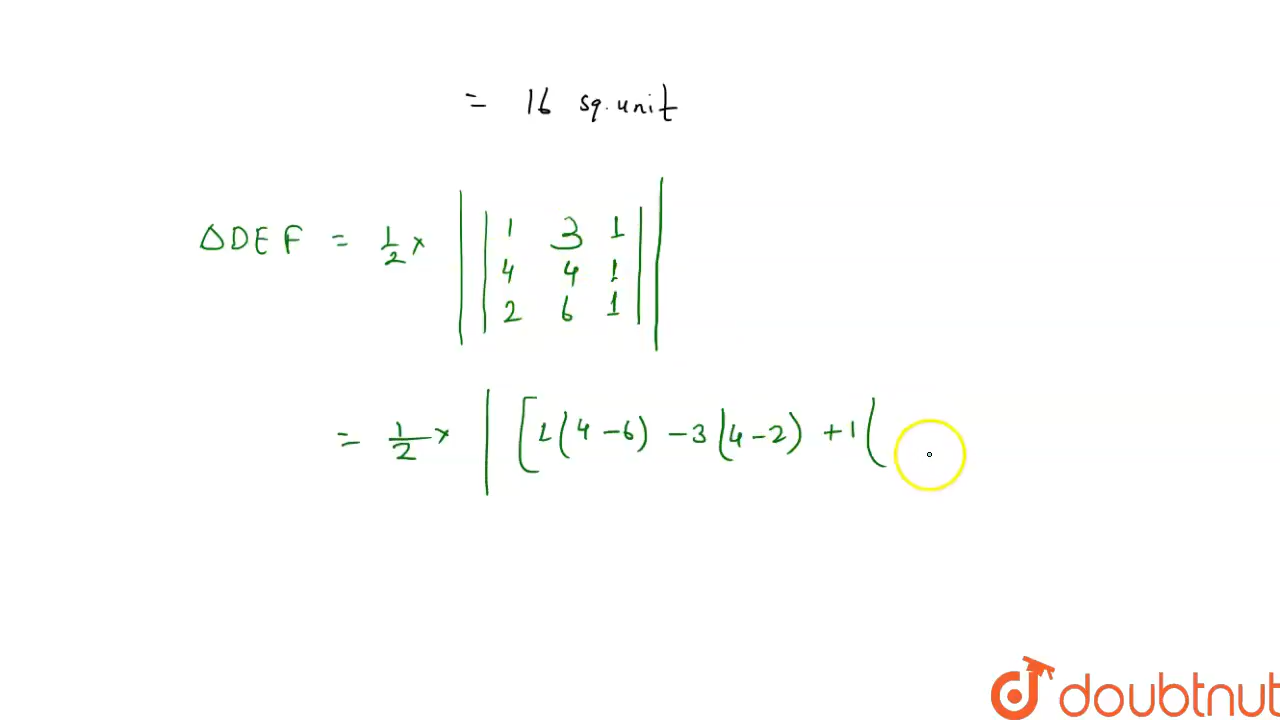 = 16 sq. unit
ΔDEF = 1/2 × | | 1 3 1
4 4 1
2 6 1 | |
= 1/2 × | [1(4-6) -3(4-2) +1(
doubtnut